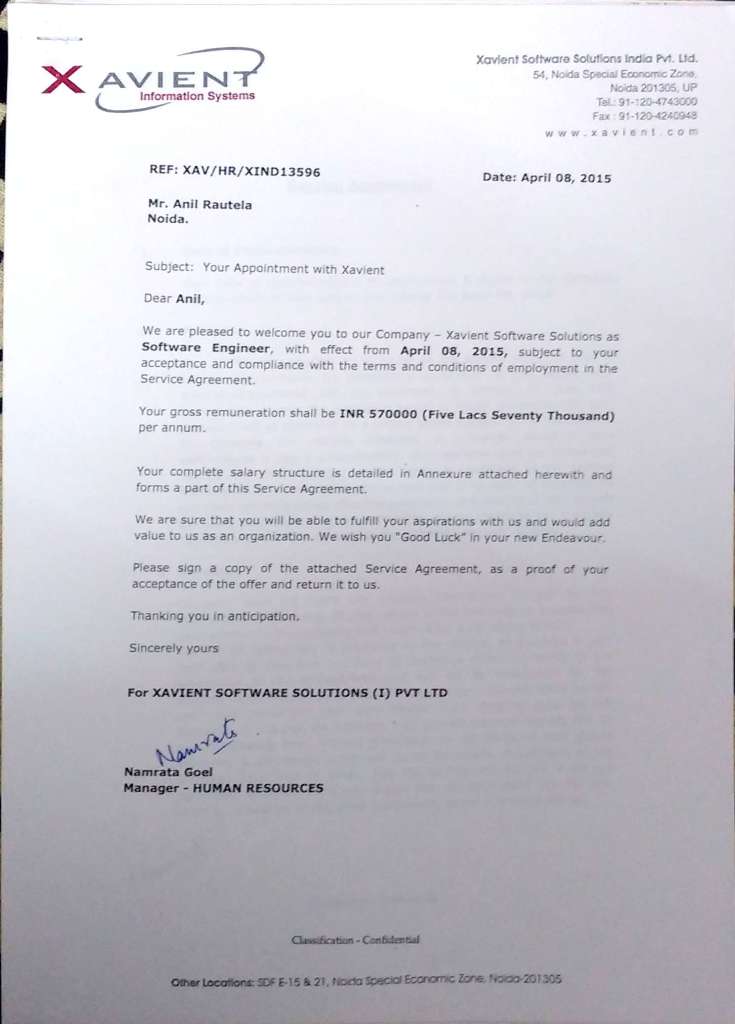 X AVIENT
Information Systems
Xavient Software Solutions India Pvt. Ltd.
54, Noida Special Economic Zone,
Noida 201305, UP
Tel.: 91-120-4743000
Fax : 91-120-4240948
www.xavient.com
REF: XAV/HR/XIND13596
Date: April 08, 2015
Mr. Anil Rautela
Noida.
Subject: Your Appointment with Xavient
Dear Anil,
We are pleased to welcome you to our Company – Xavient Software Solutions as
Software Engineer, with effect from April 08, 2015, subject to your
acceptance and compliance with the terms and conditions of employment in the
Service Agreement.
Your gross remuneration shall be INR 570000 (Five Lacs Seventy Thousand)
per annum.
Your complete salary structure is detailed in Annexure attached herewith and
forms a part of this Service Agreement.
We are sure that you will be able to fulfill your aspirations with us and would add
value to us as an organization. We wish you "Good Luck" in your new Endeavour.
Please sign a copy of the attached Service Agreement, as a proof of your
acceptance of the offer and return it to us.
Thanking you in anticipation.
Sincerely yours
For XAVIENT SOFTWARE SOLUTIONS (I) PVT LTD
Namrata
Namrata Goel
Manager - HUMAN RESOURCES
Classification - Confidential
Other Locations: SDF E-15 & 21, Noida Special Economic Zone, Noida-201305